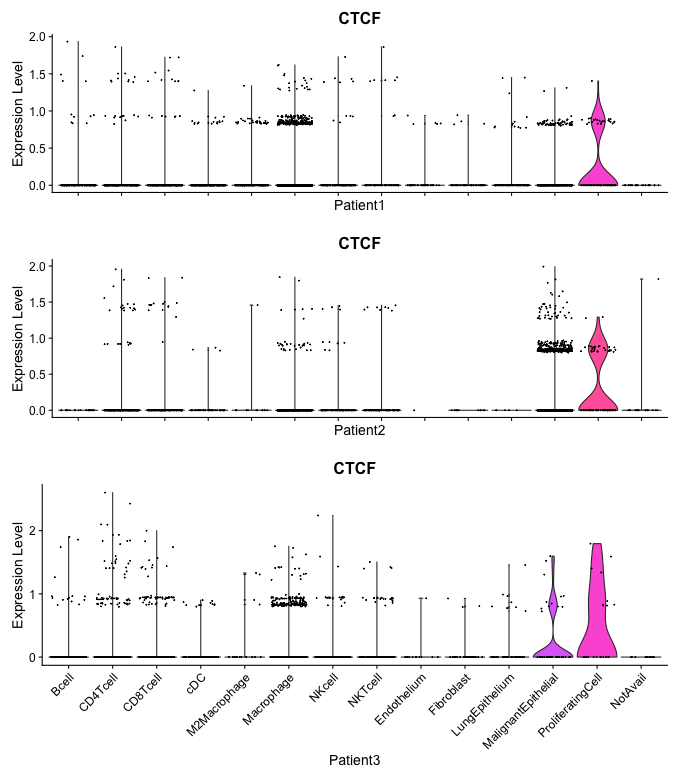 CTCF
Expression Level
2.0
1.5
1.0
0.5
0.0
Patient1
CTCF
Expression Level
2.0
1.5
1.0
0.5
0.0
Patient2
CTCF
Expression Level
2
1
0
Bcell
CD4Tcell
CD8Tcell
cDC
M2Macrophage
Macrophage
NKcell
NKTcell
Endothelium
Fibroblast
LungEpithelium
MalignantEpithelial
ProliferatingCell
NotAvail
Patient3